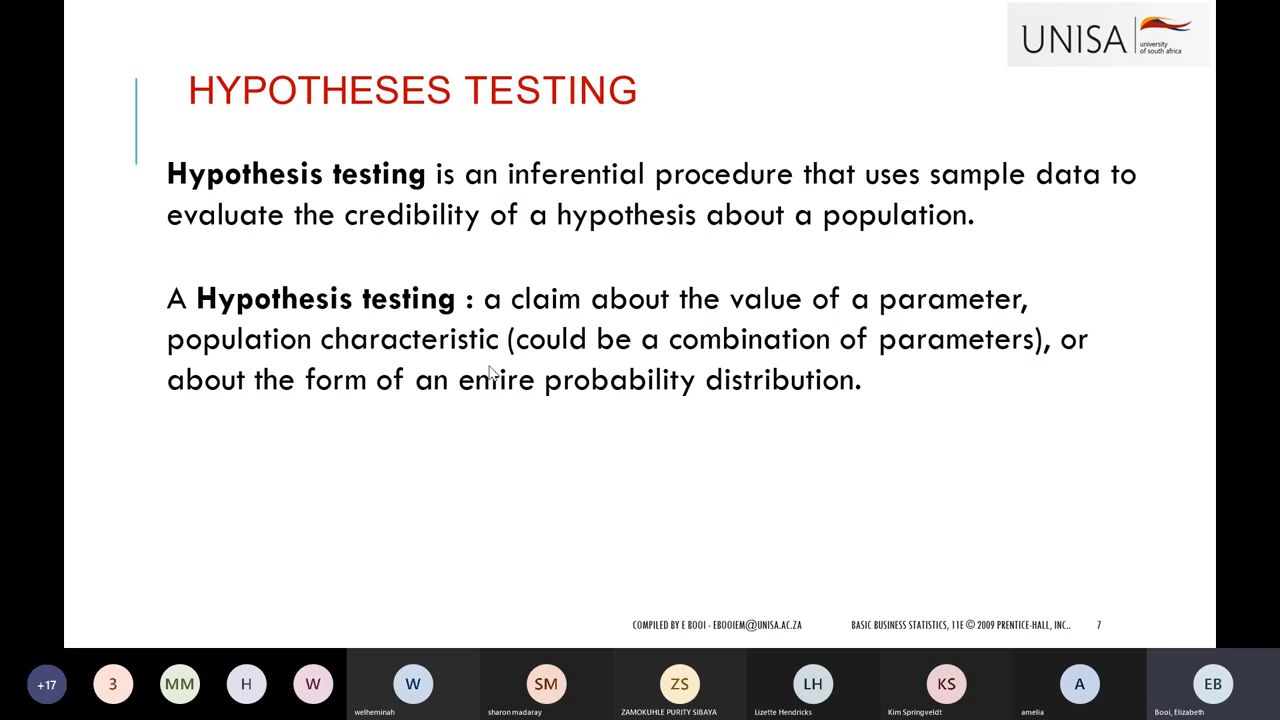 UNISA
university
of south africa
HYPOTHESES TESTING
Hypothesis testing is an inferential procedure that uses sample data to
evaluate the credibility of a hypothesis about a population.
A Hypothesis testing : a claim about the value of a parameter,
population characteristic (could be a combination of parameters), or
about the form of an entire probability distribution.
COMPILED BY E BOOI - EBOOIEM@UNISA.AC.ZA
BASIC BUSINESS STATISTICS, 11E © 2009 PRENTICE-HALL, INC..
7
+17
3
MM
H
W
W
welheminah
SM
sharon madaray
ZS
ZAMOKUHLE PURITY SIBAYA
LH
Lizette Hendricks
KS
Kim Springveldt
A
amelia
EB
Booi, Elizabeth